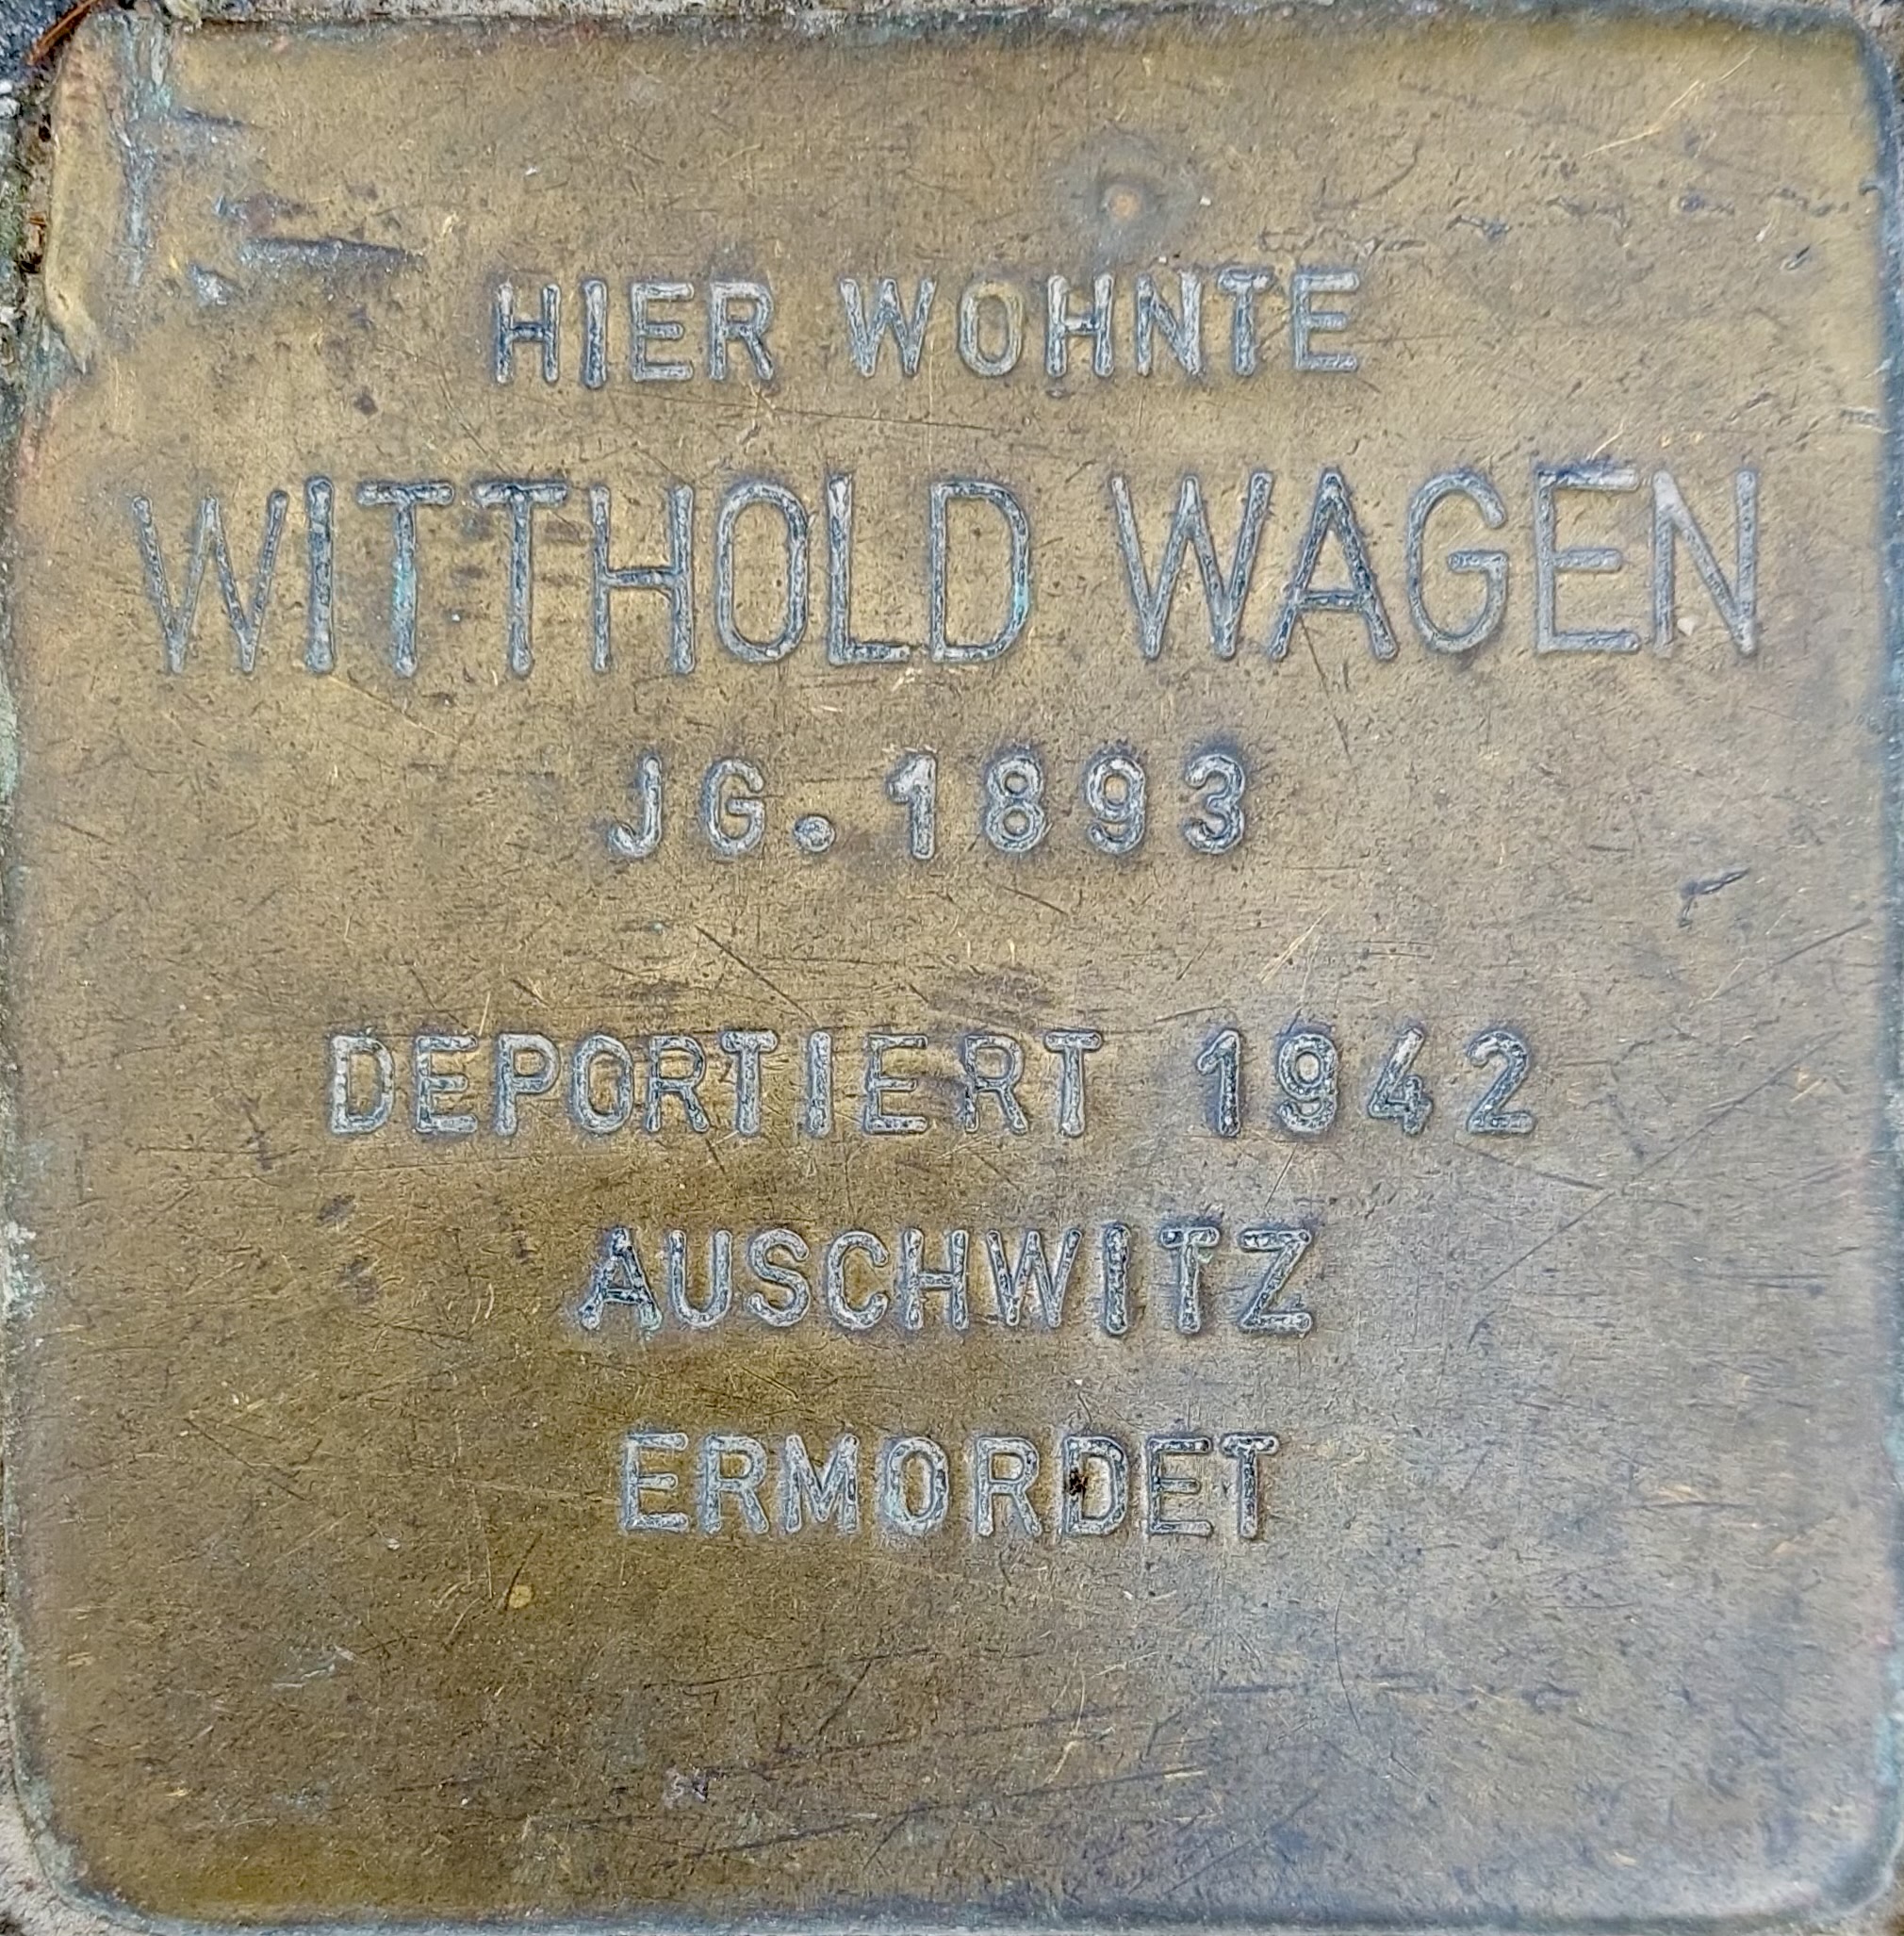 HIER WOHNTE
WITTHOLD WAGEN
JG. 1893
DEPORTIERT 1942
AUSCHWITZ
ERMORDET